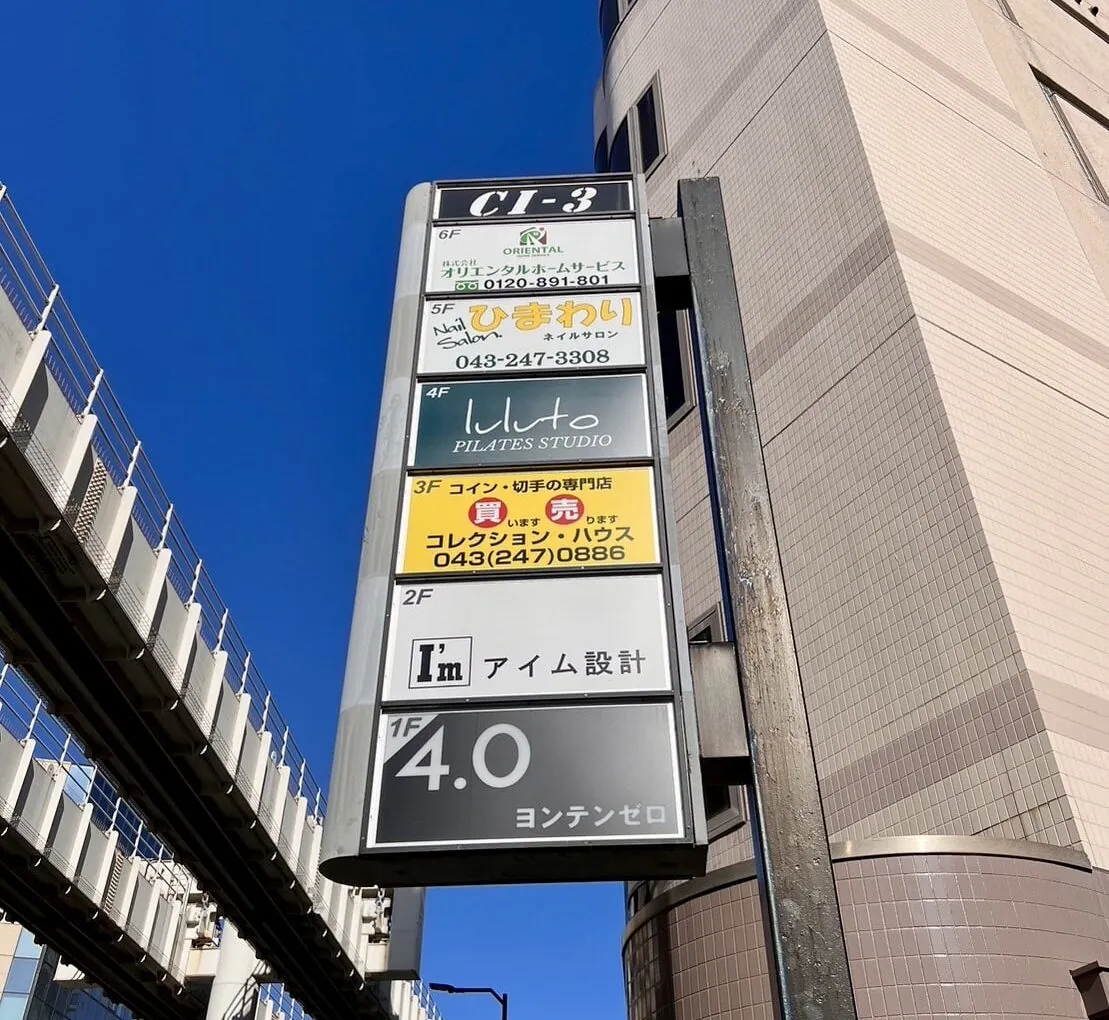 CI-3
6F
ORIENTAL
株式会社
オリエンタルホームサービス
0120-891-801
5F
Nail Salon.
ひまわり
ネイルサロン
043-247-3308
4F
luluto
PILATES STUDIO
3F コイン・切手の専門店
買います 売ります
コレクション・ハウス
043(247)0886
2F
I'm アイム設計
1F
4.0
ヨンテンゼロ